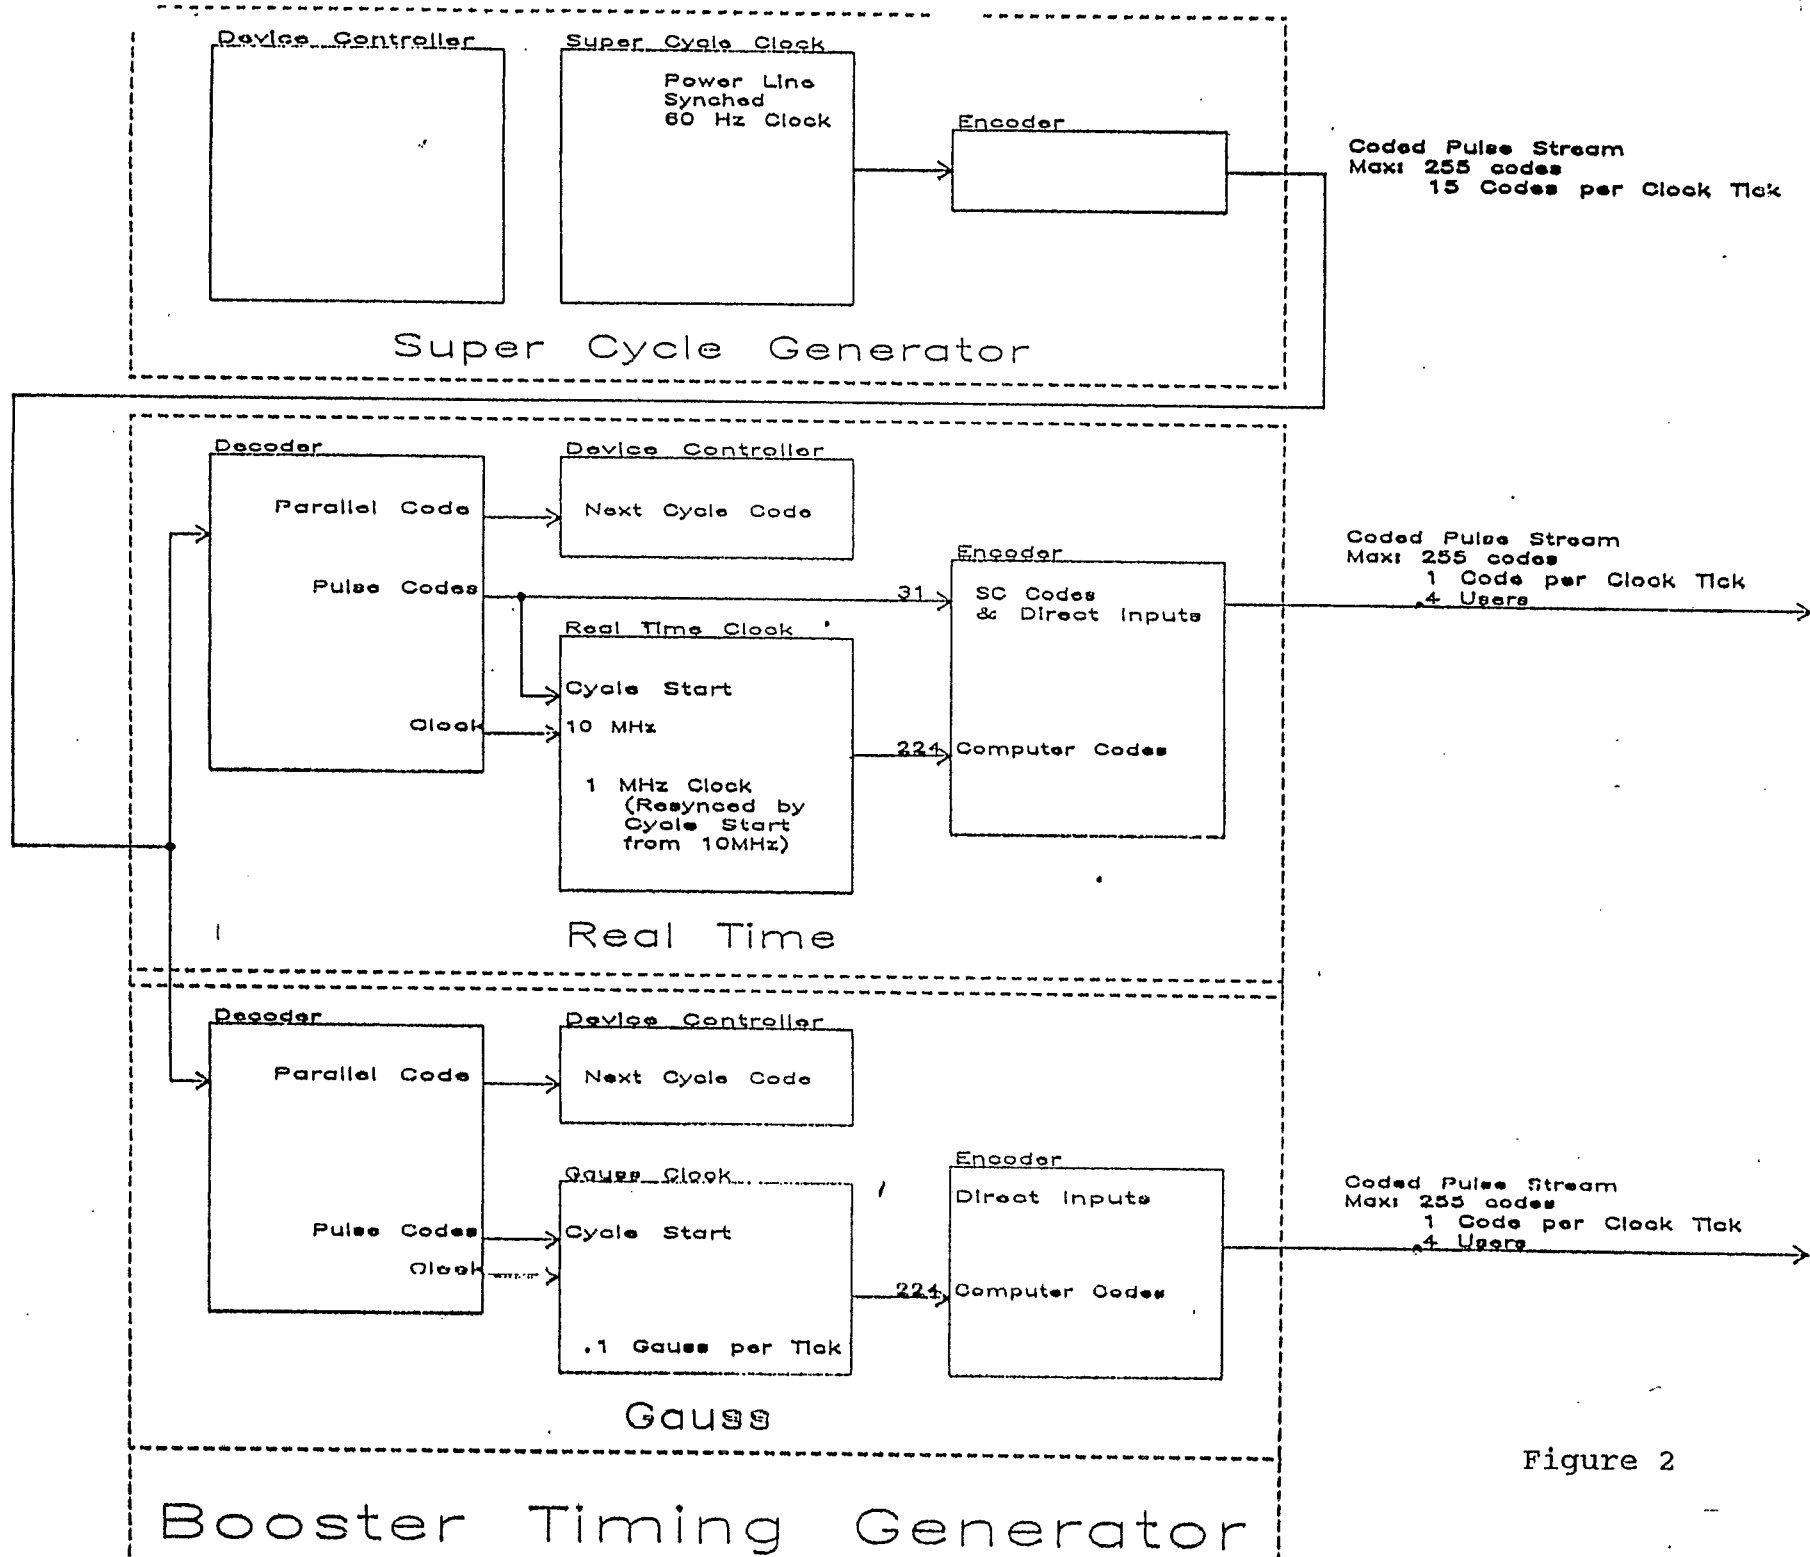 Device Controller
Super Cycle Clock
Power Line
Synched
60 Hz Clock
Encoder
Coded Pulse Stream
Max: 255 codes
15 Codes per Clock Tick
Super Cycle Generator
Decoder
Parallel Code
Pulse Codes
Clock
Device Controller
Next Cycle Code
Real Time Clock
Cycle Start
10 MHz
1 MHz Clock
(Resynced by
Cycle Start
from 10MHz)
31
224
Encoder
SC Codes
& Direct Inputs
Computer Codes
Coded Pulse Stream
Max: 255 codes
1 Code per Clock Tick
4 Users
Real Time
Decoder
Parallel Code
Pulse Codes
Clock
Device Controller
Next Cycle Code
Gauss Clock
Cycle Start
.1 Gauss per Tick
224
Encoder
Direct Inputs
Computer Codes
Coded Pulse Stream
Max: 255 codes
1 Code per Clock Tick
4 Users
Gauss
Figure 2
Booster Timing Generator